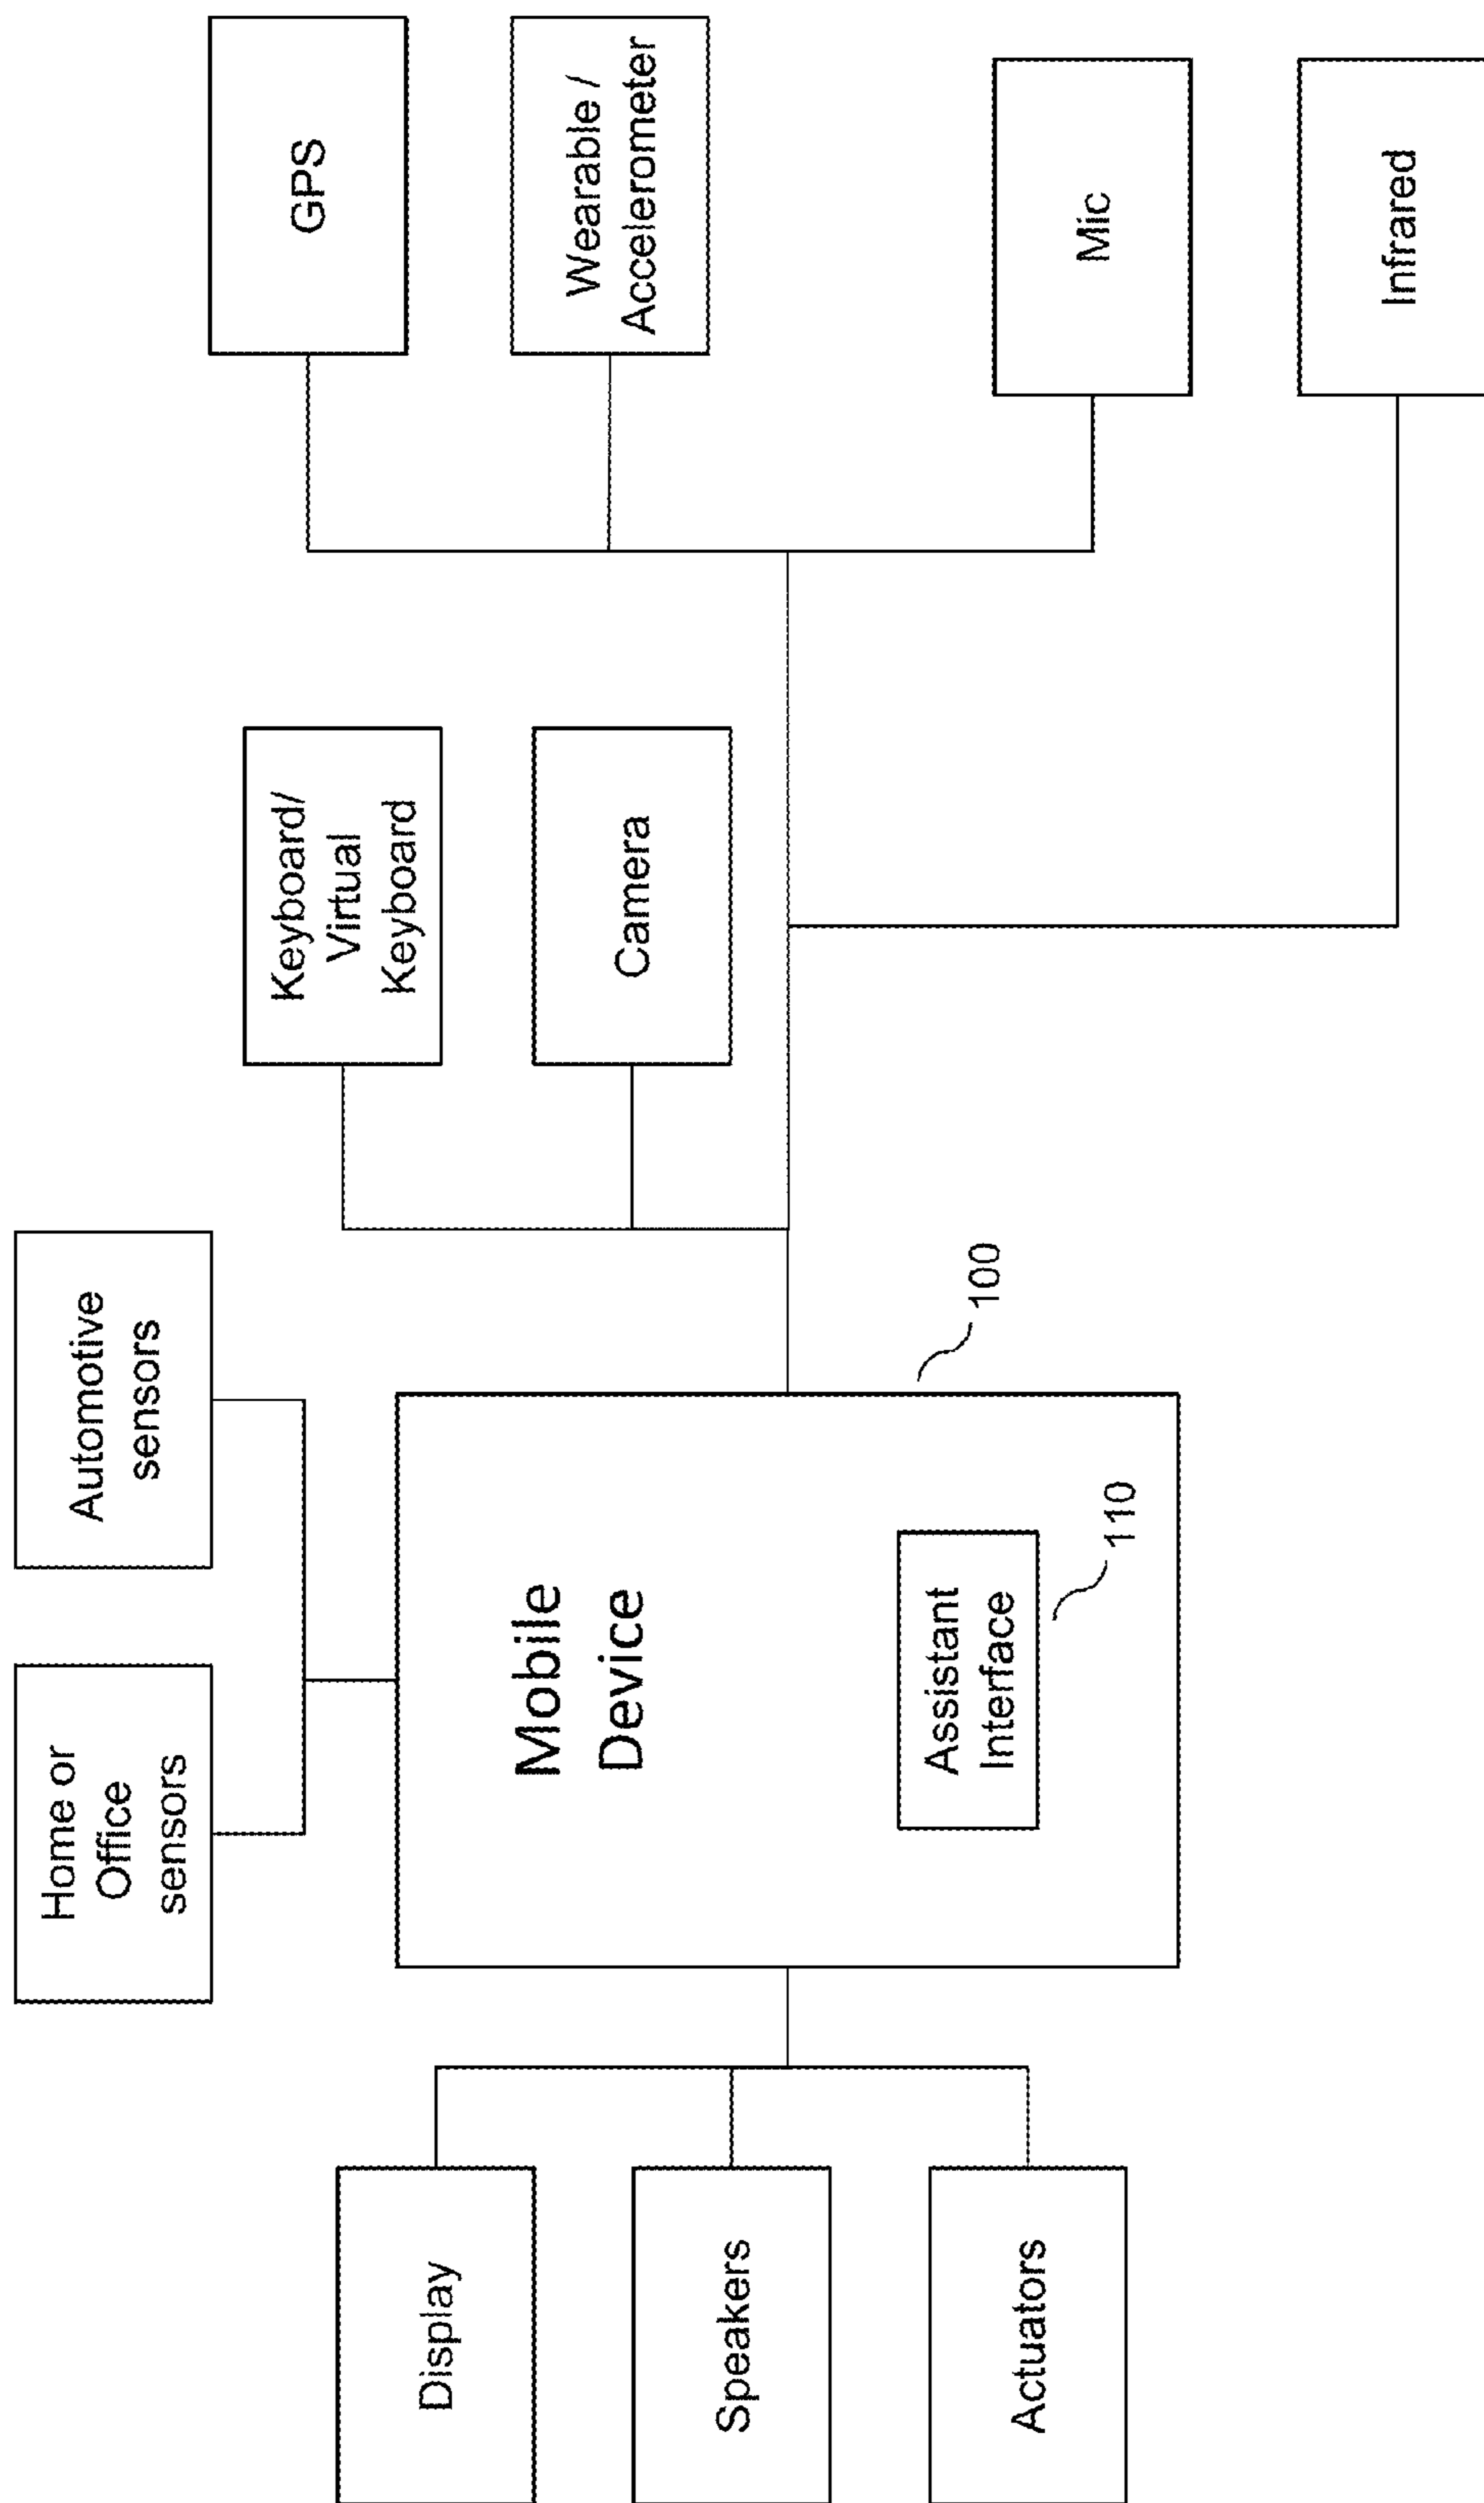 Home or
Office
sensors
Automotive
sensors
Keyboard/
Virtual
Keyboard
GPS
Display
Mobile
Device
Camera
Wearable /
Accelerometer
Speakers
100
Assistant
Interface
110
Mic
Actuators
Infrared